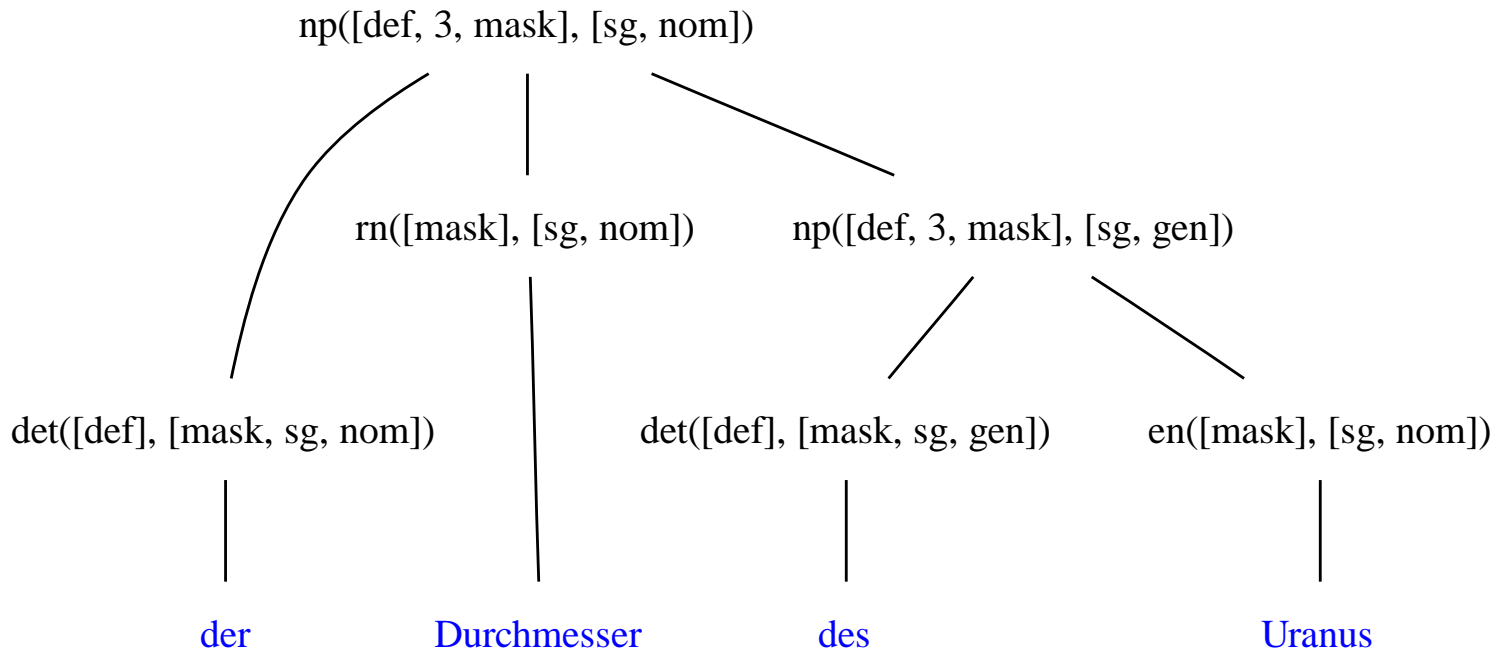 np([def, 3, mask], [sg, nom])
rn([mask], [sg, nom]) np([def, 3, mask], [sg, gen])
det([def], [mask, sg, nom]) det([def], [mask, sg, gen]) en([mask], [sg, nom])
der Durchmesser des Uranus